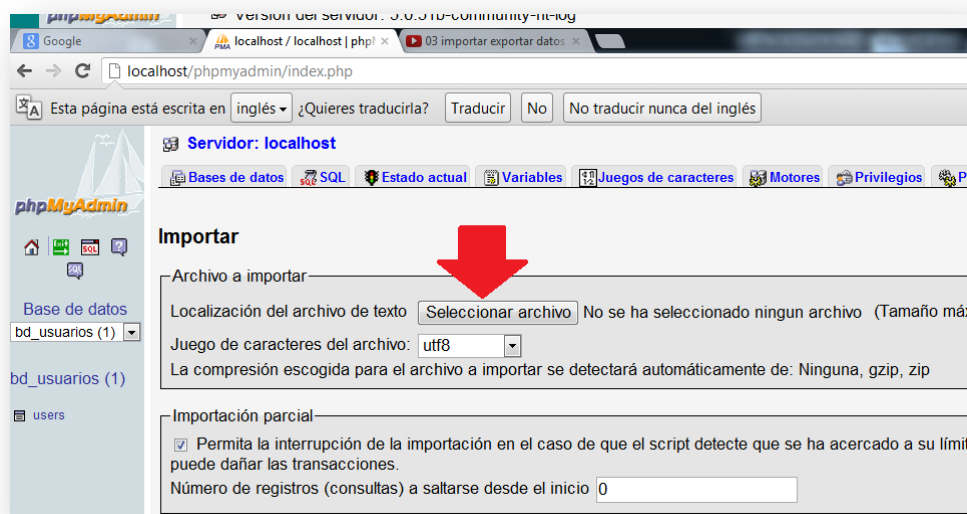 phpMyAdmin Versión del servidor: 5.0.51b-community-nt-log
Google localhost / localhost | php 03 importar exportar datos
localhost/phpmyadmin/index.php
Esta página está escrita en inglés ¿Quieres traducirla? Traducir No No traducir nunca del inglés
Servidor: localhost
Bases de datos SQL Estado actual Variables Juegos de caracteres Motores Privilegios P
phpMyAdmin
Importar
Archivo a importar
Base de datos
bd_usuarios (1)
bd_usuarios (1)
users
Localización del archivo de texto Seleccionar archivo No se ha seleccionado ningun archivo (Tamaño máx
Juego de caracteres del archivo: utf8
La compresión escogida para el archivo a importar se detectará automáticamente de: Ninguna, gzip, zip
Importación parcial
Permita la interrupción de la importación en el caso de que el script detecte que se ha acercado a su límit
puede dañar las transacciones.
Número de registros (consultas) a saltarse desde el inicio 0